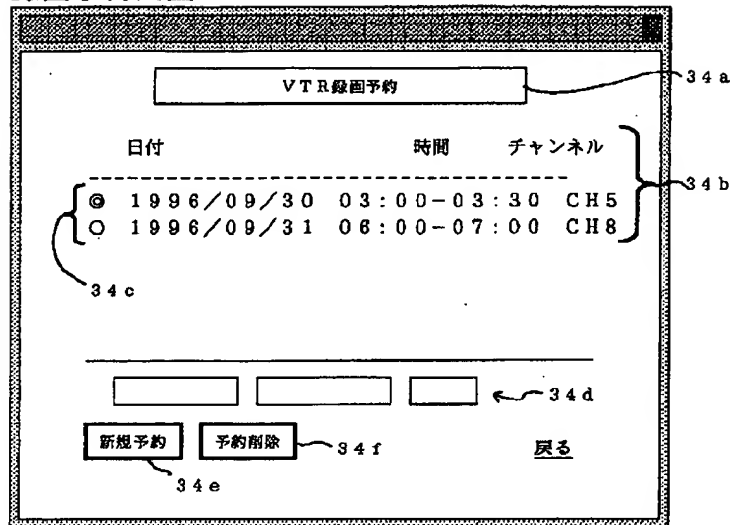 VTR録画予約
34a
日付 時間 チャンネル
34b
◎ 1996/09/30 03:00-03:30 CH5
○ 1996/09/31 06:00-07:00 CH8
34c
34d
新規予約 予約削除 34f 戻る
34e